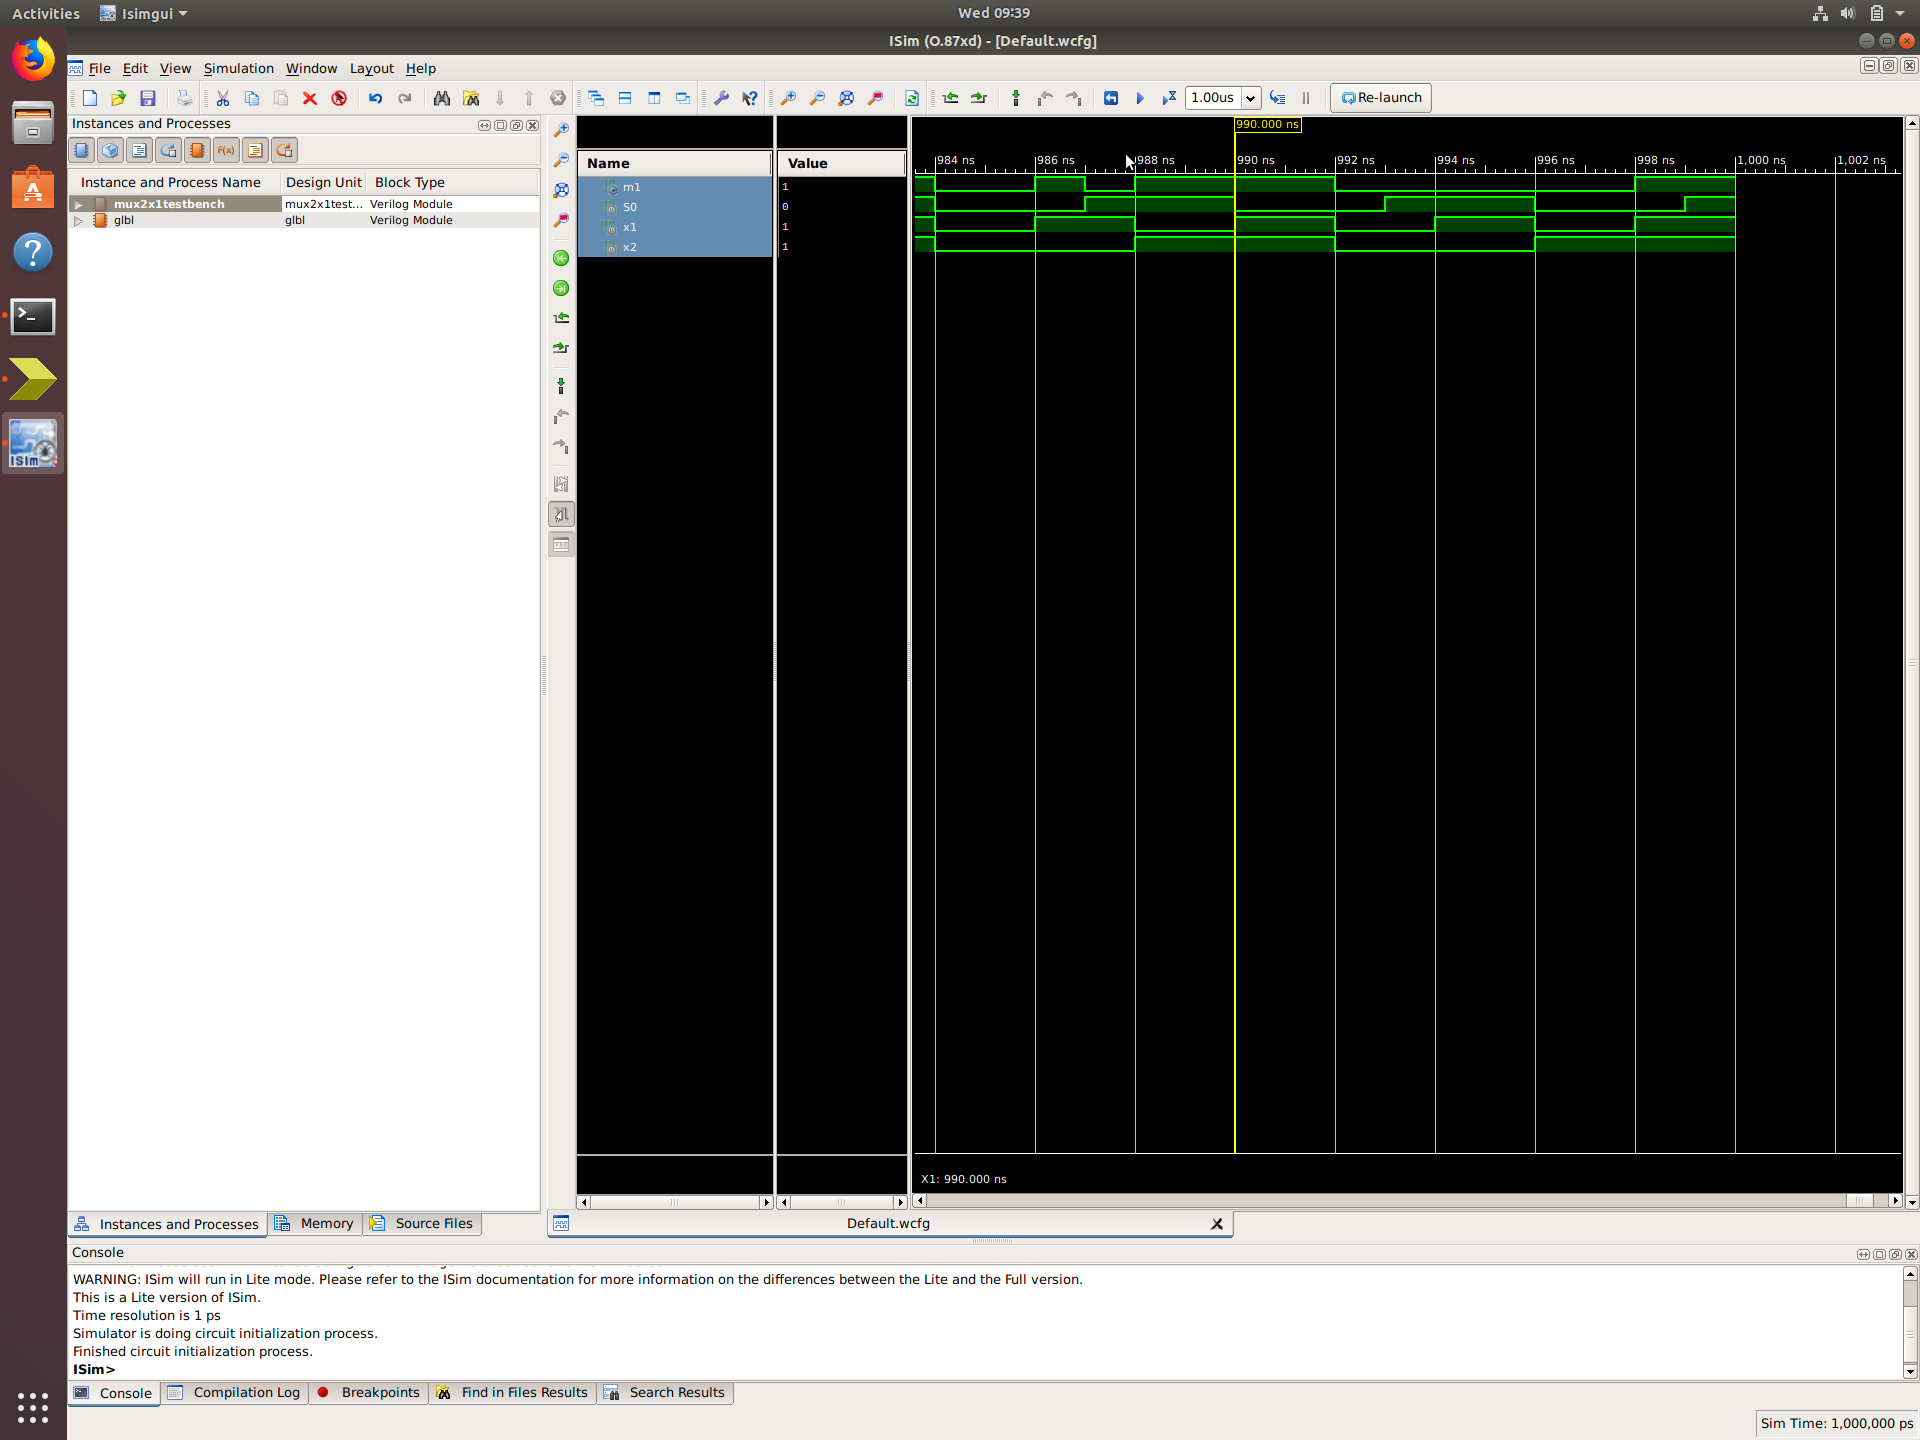 Activities Isimgui Wed 09:39
ISim (O.87xd) - [Default.wcfg]
File Edit View Simulation Window Layout Help
1.00us Re-launch
Instances and Processes
F(x)
Instance and Process Name Design Unit Block Type
mux2x1testbench mux2x1test... Verilog Module
glbl glbl Verilog Module
Name Value
m1 1
S0 0
x1 1
x2 1
990.000 ns
984 ns 986 ns 988 ns 990 ns 992 ns 994 ns 996 ns 998 ns 1,000 ns 1,002 ns
X1: 990.000 ns
ISim
Instances and Processes Memory Source Files
Default.wcfg
Console
WARNING: ISim will run in Lite mode. Please refer to the ISim documentation for more information on the differences between the Lite and the Full version.
This is a Lite version of ISim.
Time resolution is 1 ps
Simulator is doing circuit initialization process.
Finished circuit initialization process.
ISim>
Console Compilation Log Breakpoints Find in Files Results Search Results
Sim Time: 1,000,000 ps